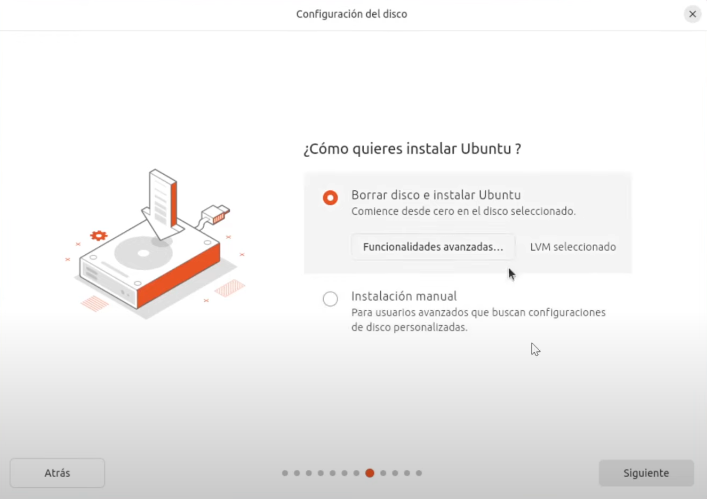 Configuración del disco
¿Cómo quieres instalar Ubuntu ?
Borrar disco e instalar Ubuntu
Comience desde cero en el disco seleccionado.
Funcionalidades avanzadas... LVM seleccionado
Instalación manual
Para usuarios avanzados que buscan configuraciones
de disco personalizadas.
Atrás Siguiente